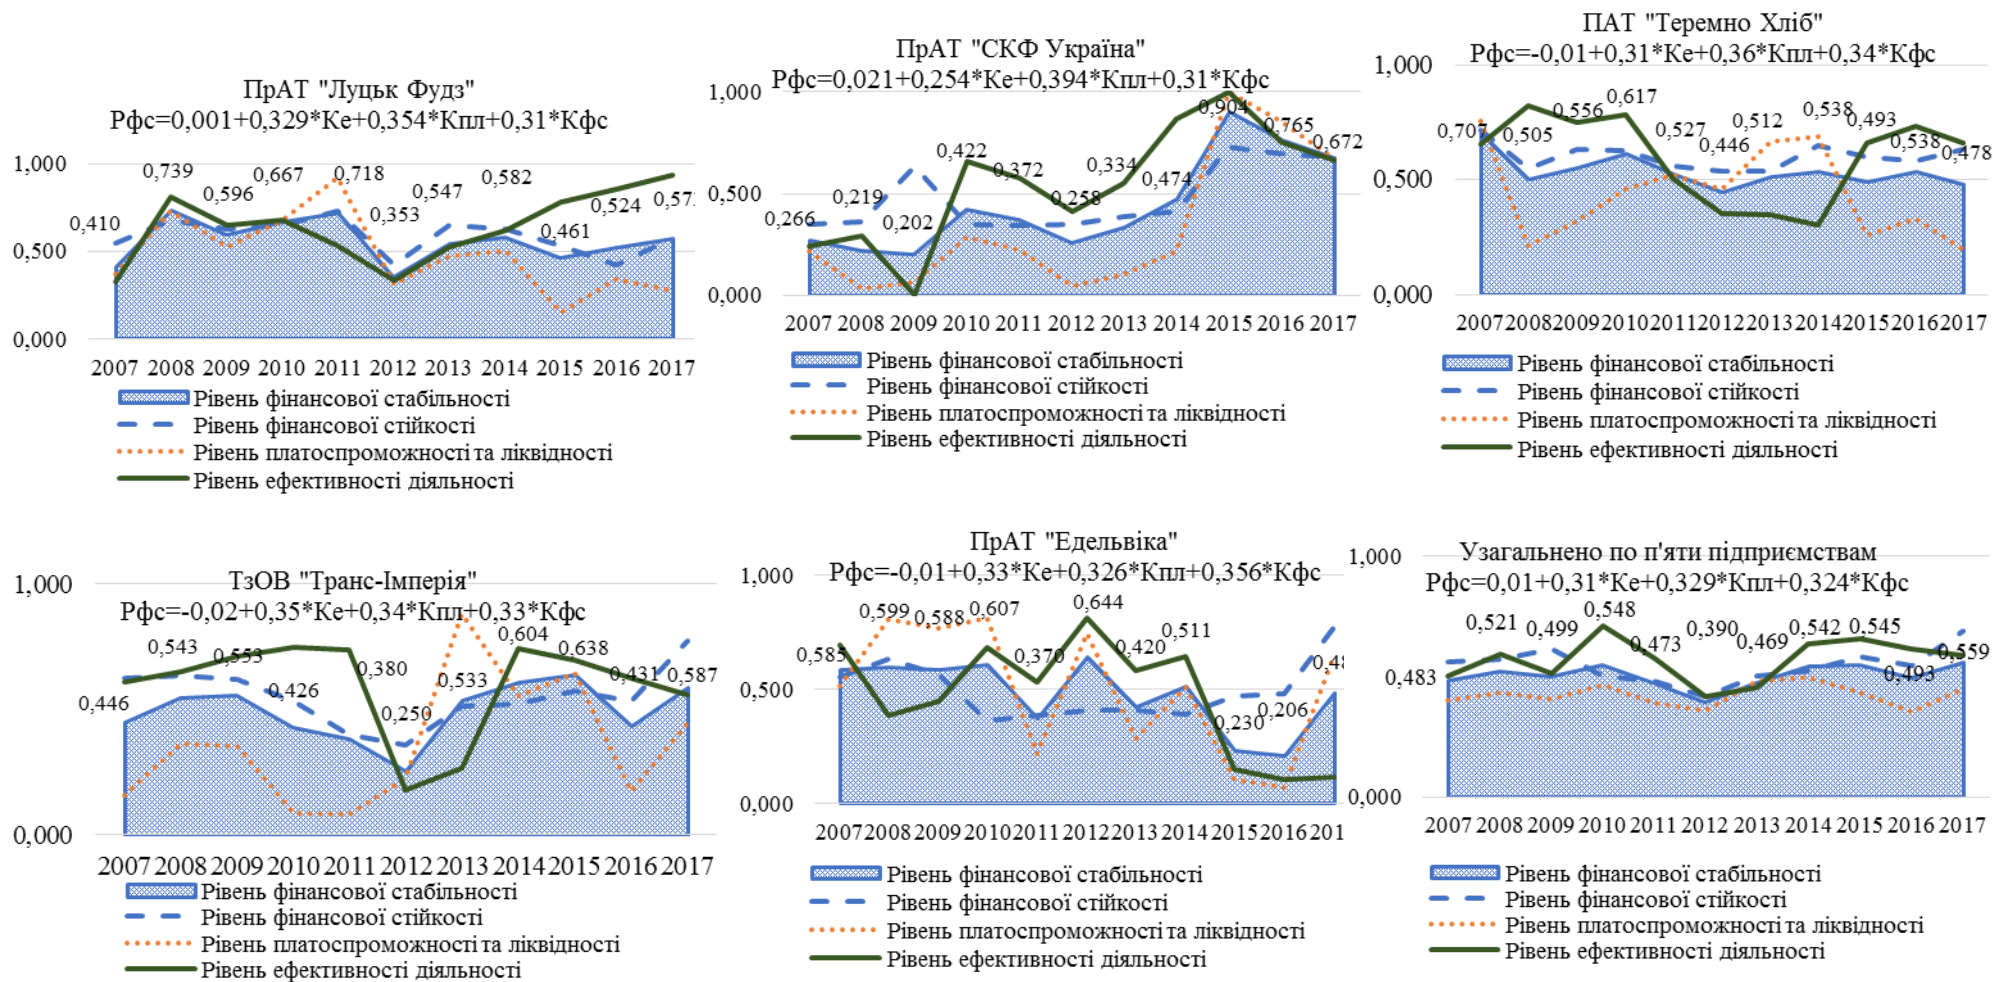 ПрАТ "Луцьк Фудз"
Рфс=0,001+0,329*Ке+0,354*Кпл+0,31*Кфс
1,000
0,500
0,000
0,410
0,739
0,596
0,667
0,718
0,353
0,547
0,582
0,461
0,524
2007 2008 2009 2010 2011 2012 2013 2014 2015 2016 2017
Рівень фінансової стабільності
Рівень фінансової стійкості
Рівень платоспроможності та ліквідності
Рівень ефективності діяльності
ПрАТ "СКФ Україна"
Рфс=0,021+0,254*Ке+0,394*Кпл+0,31*Кфс
1,000
0,500
0,000
0,266
0,219
0,202
0,422
0,372
0,258
0,334
0,474
0,904
0,765
0,672
2007 2008 2009 2010 2011 2012 2013 2014 2015 2016 2017
Рівень фінансової стабільності
Рівень фінансової стійкості
Рівень платоспроможності та ліквідності
Рівень ефективності діяльності
ПАТ "Теремно Хліб"
Рфс=-0,01+0,31*Ке+0,36*Кпл+0,34*Кфс
1,000
0,500
0,000
0,707
0,505
0,556
0,617
0,527
0,446
0,512
0,538
0,493
0,538
0,478
2007 2008 2009 2010 2011 2012 2013 2014 2015 2016 2017
Рівень фінансової стабільності
Рівень фінансової стійкості
Рівень платоспроможності та ліквідності
Рівень ефективності діяльності
ТзОВ "Транс-Імперія"
Рфс=-0,02+0,35*Ке+0,34*Кпл+0,33*Кфс
1,000
0,000
0,446
0,543
0,553
0,426
0,380
0,250
0,533
0,604
0,638
0,431
0,587
2007 2008 2009 2010 2011 2012 2013 2014 2015 2016 2017
Рівень фінансової стабільності
Рівень фінансової стійкості
Рівень платоспроможності та ліквідності
Рівень ефективності діяльності
ПрАТ "Едельвіка"
Рфс=-0,01+0,33*Ке+0,326*Кпл+0,356*Кфс
1,000
0,500
0,000
0,585
0,599
0,588
0,607
0,370
0,644
0,420
0,511
0,230
0,206
0,48
2007 2008 2009 2010 2011 2012 2013 2014 2015 2016 201
Рівень фінансової стабільності
Рівень фінансової стійкості
Рівень платоспроможності та ліквідності
Рівень ефективності діяльності
Узагальнено по п'яти підприємствам
Рфс=0,01+0,31*Ке+0,329*Кпл+0,324*Кфс
1,000
0,000
0,483
0,521
0,499
0,548
0,473
0,390
0,469
0,542
0,545
0,493
0,559
2007 2008 2009 2010 2011 2012 2013 2014 2015 2016 2017
Рівень фінансової стабільності
Рівень фінансової стійкості
Рівень платоспроможності та ліквідності
Рівень ефективності діяльності